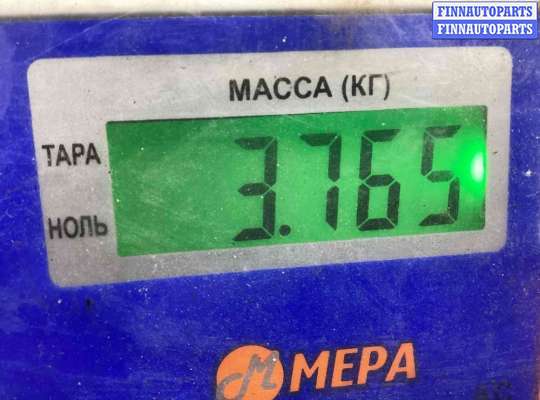 FINNAUTOPARTS
FINNAUTOPARTS
МАССА (КГ)
ТАРА
3.765
НОЛЬ
МЕРА